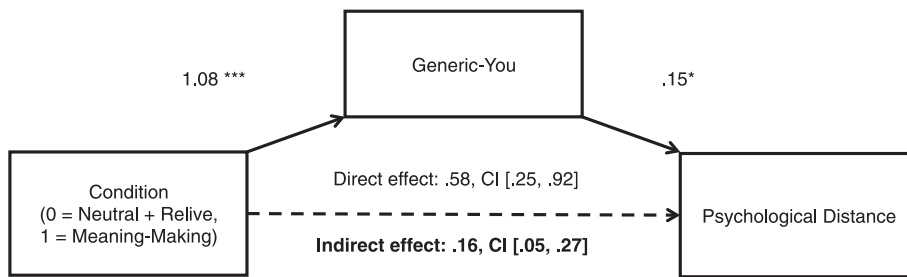 Generic-You
1.08 ***
.15*
Condition
(0 = Neutral + Relive,
1 = Meaning-Making)
Direct effect: .58, CI [.25, .92]
Indirect effect: .16, CI [.05, .27]
Psychological Distance